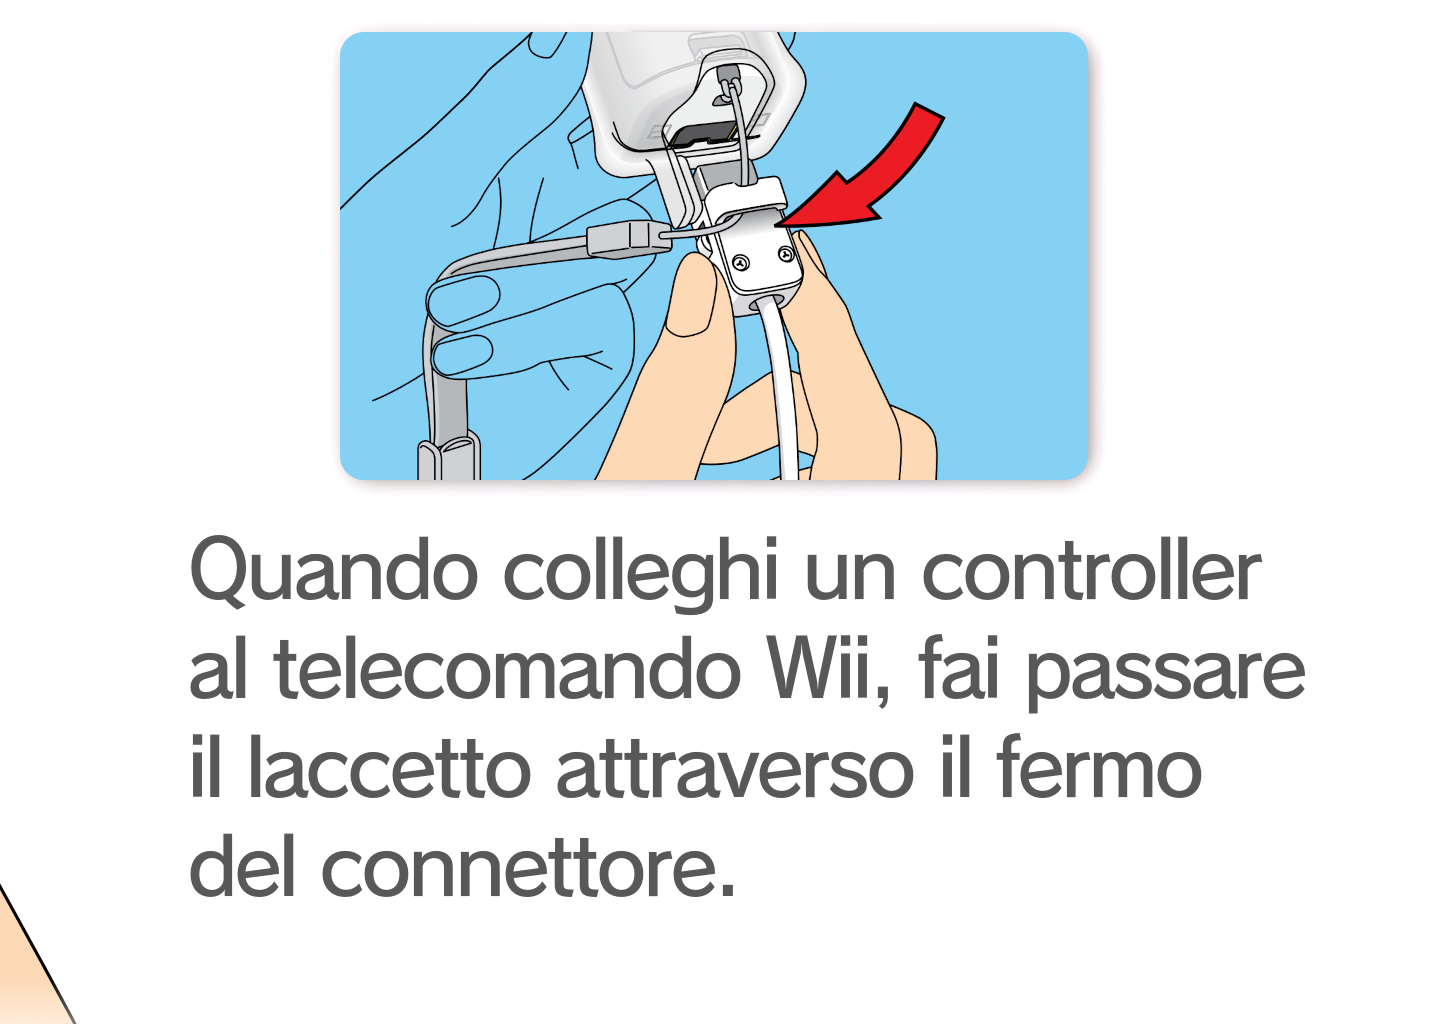 Quando colleghi un controller
al telecomando Wii, fai passare
il laccetto attraverso il fermo
del connettore.